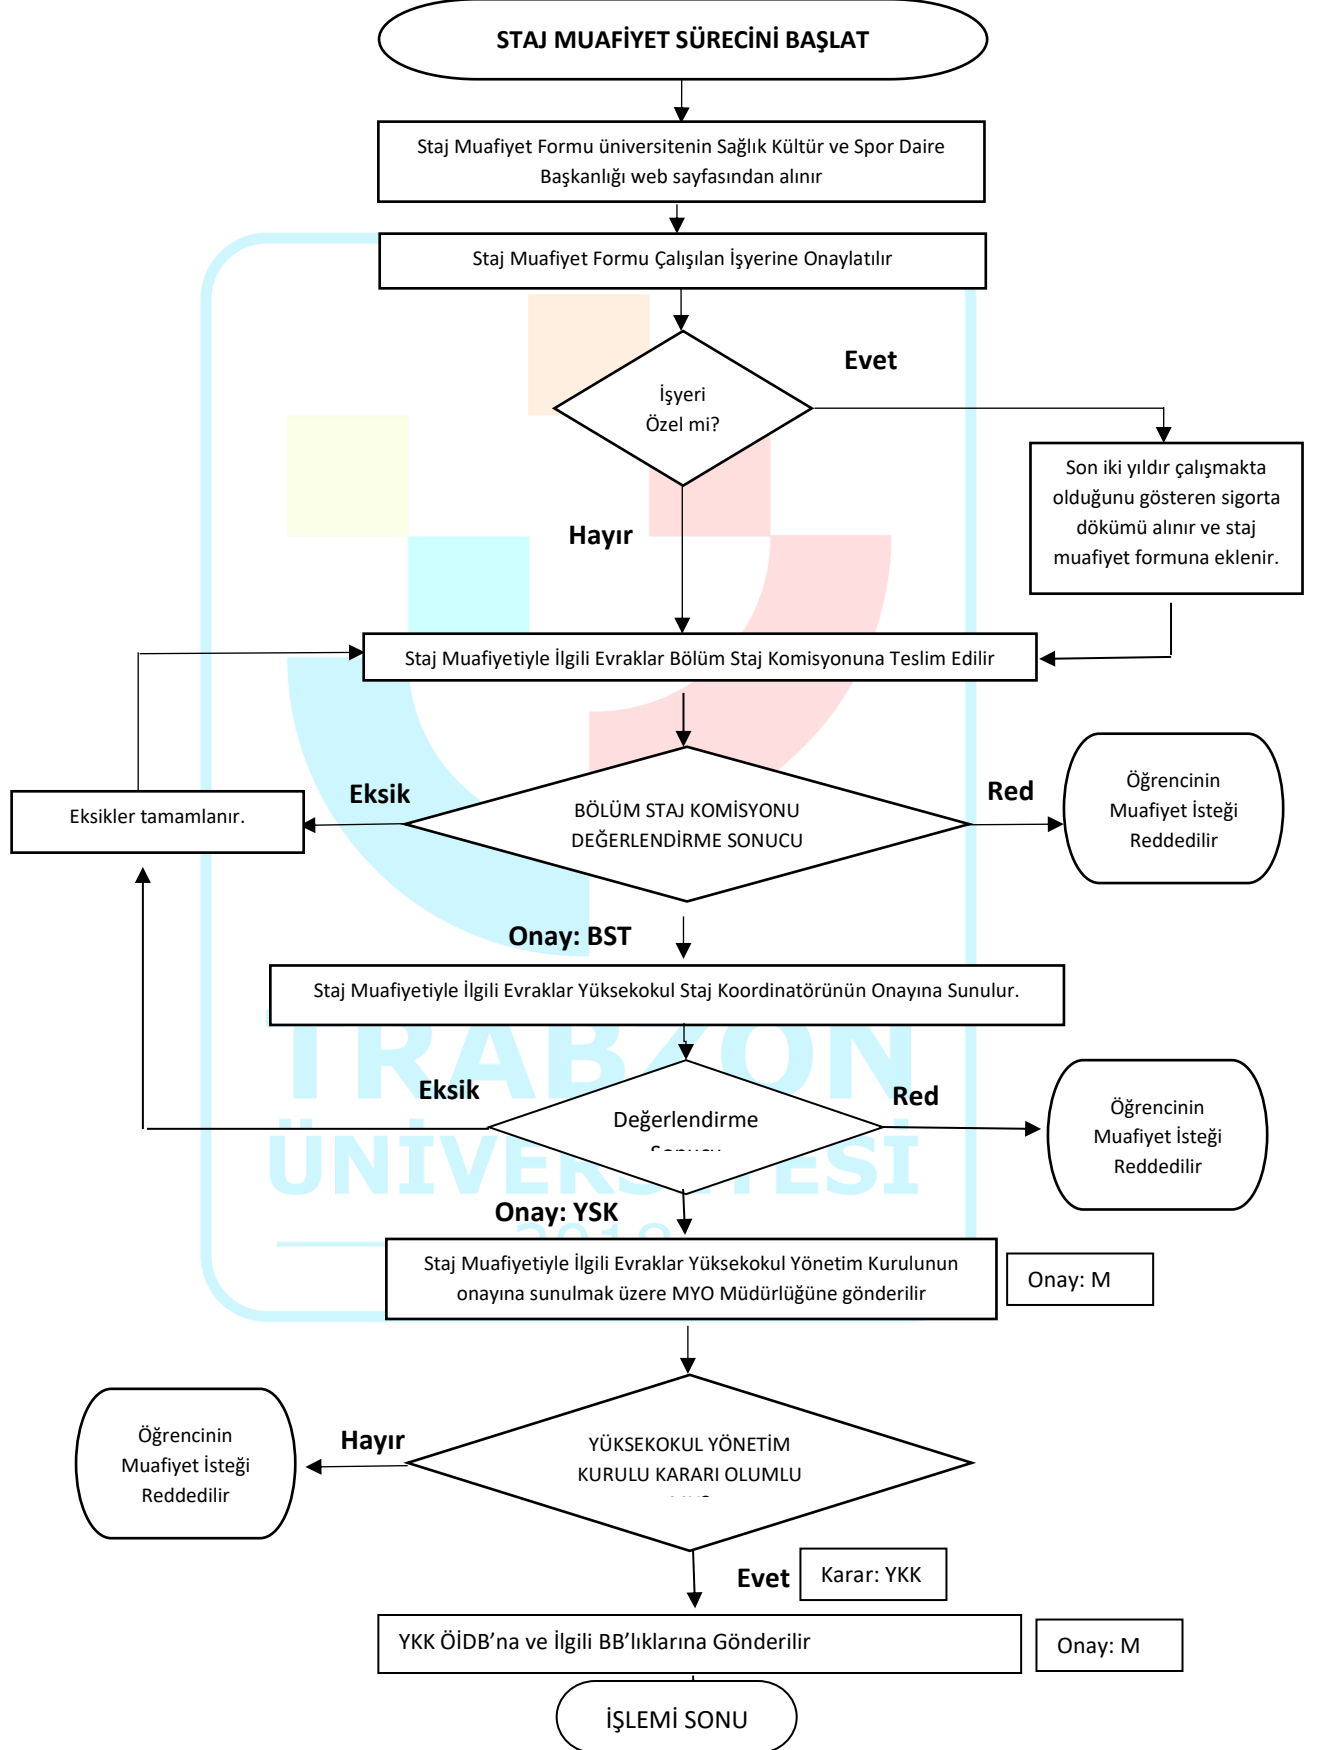 STAJ MUAFİYET SÜRECİNİ BAŞLAT
Staj Muafiyet Formu üniversitenin Sağlık Kültür ve Spor Daire
Başkanlığı web sayfasından alınır
Staj Muafiyet Formu Çalışılan İşyerine Onaylatılır
Evet
İşyeri
Özel mi?
Son iki yıldır çalışmakta
olduğunu gösteren sigorta
dökümü alınır ve staj
muafiyet formuna eklenir.
Hayır
Staj Muafiyetiyle İlgili Evraklar Bölüm Staj Komisyonuna Teslim Edilir
Eksik
Red
Öğrencinin
Muafiyet İsteği
Reddedilir
Eksikler tamamlanır.
BÖLÜM STAJ KOMİSYONU
DEĞERLENDİRME SONUCU
Onay: BST
Staj Muafiyetiyle İlgili Evraklar Yüksekokul Staj Koordinatörünün Onayına Sunulur.
TRABZON
ÜNİVERSİTESİ
2018
Eksik
Red
Değerlendirme
Sonucu
Öğrencinin
Muafiyet İsteği
Reddedilir
Onay: YSK
Staj Muafiyetiyle İlgili Evraklar Yüksekokul Yönetim Kurulunun
onayına sunulmak üzere MYO Müdürlüğüne gönderilir
Onay: M
Öğrencinin
Muafiyet İsteği
Reddedilir
Hayır
YÜKSEKOKUL YÖNETİM
KURULU KARARI OLUMLU
Evet
Karar: YKK
YKK ÖİDB’na ve İlgili BB’lıklarına Gönderilir
Onay: M
İŞLEMİ SONU